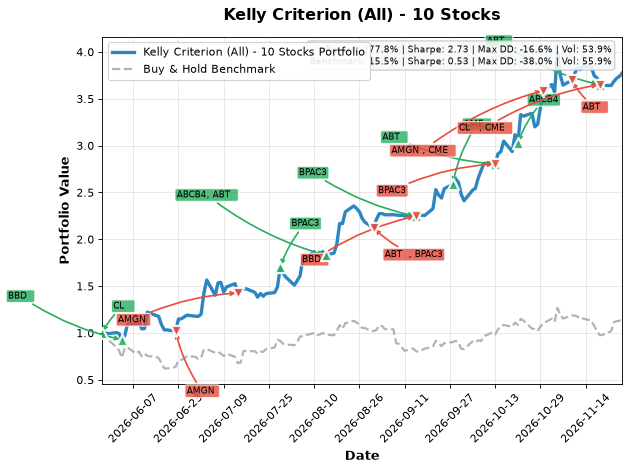 Kelly Criterion (All) - 10 Stocks
ABT
Kelly Criterion (All) - 10 Stocks Portfolio
77.8% | Sharpe: 2.73 | Max DD: -16.6% | Vol: 53.9%
Buy & Hold Benchmark
15.5% | Sharpe: 0.53 | Max DD: -38.0% | Vol: 55.9%
ABCB4
ABT
CL , CME
ABT
AMGN , CME
BPAC3
BPAC3
ABCB4, ABT
BPAC3
ABT , BPAC3
BBD
BBD
CL
AMGN
AMGN
4.0
3.5
3.0
2.5
2.0
1.5
1.0
0.5
Portfolio Value
2026-06-07
2026-06-23
2026-07-09
2026-07-25
2026-08-10
2026-08-26
2026-09-11
2026-09-27
2026-10-13
2026-10-29
2026-11-14
Date